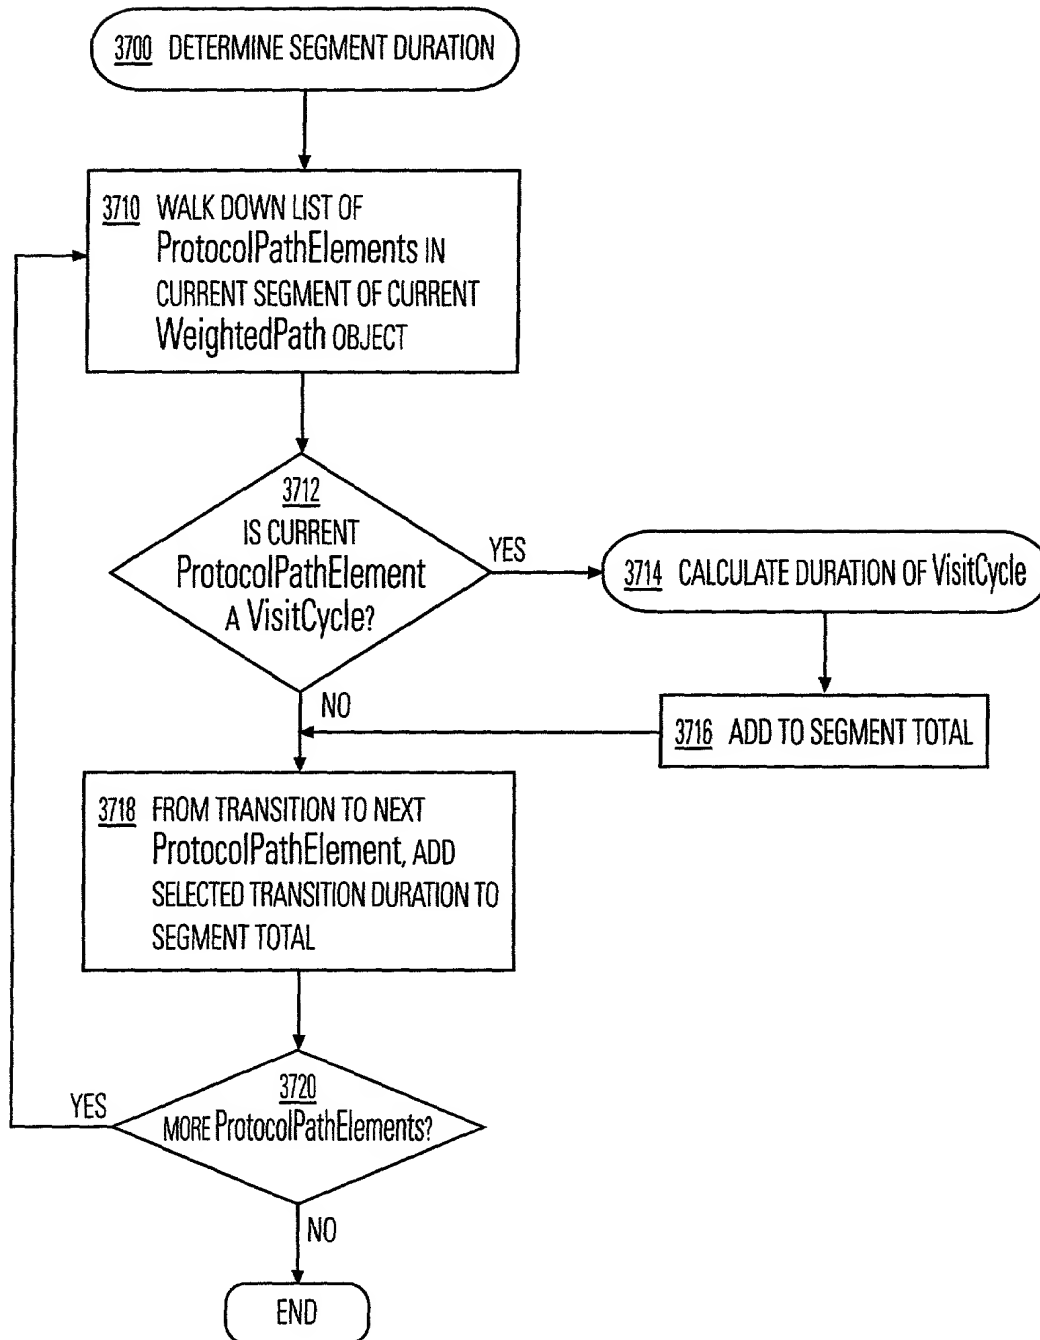 3700 DETERMINE SEGMENT DURATION
3710 WALK DOWN LIST OF
ProtocolPathElements IN
CURRENT SEGMENT OF CURRENT
WeightedPath OBJECT
3712
IS CURRENT
ProtocolPathElement
A VisitCycle?
YES
3714 CALCULATE DURATION OF VisitCycle
NO
3716 ADD TO SEGMENT TOTAL
3718 FROM TRANSITION TO NEXT
ProtocolPathElement, ADD
SELECTED TRANSITION DURATION TO
SEGMENT TOTAL
3720
MORE ProtocolPathElements?
YES
NO
END